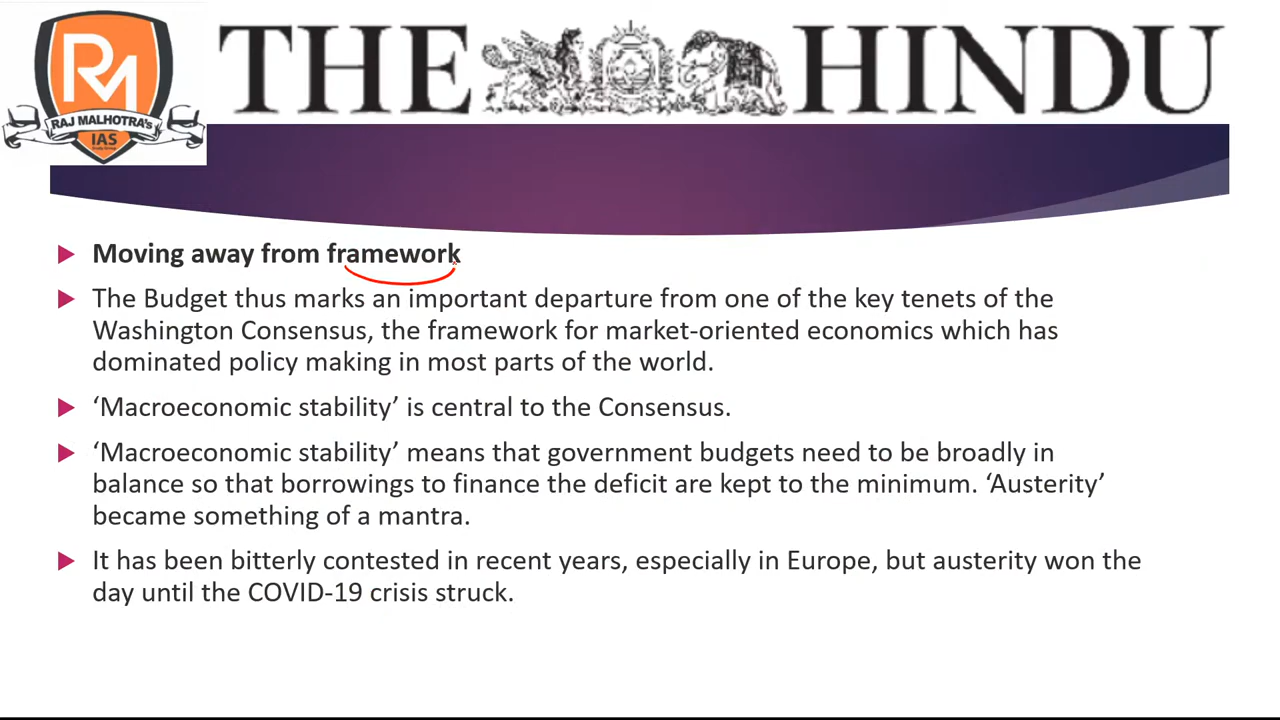 RM
RAJ MALHOTRA'S
IAS
THE HINDU
Moving away from framework
The Budget thus marks an important departure from one of the key tenets of the
Washington Consensus, the framework for market-oriented economics which has
dominated policy making in most parts of the world.
‘Macroeconomic stability’ is central to the Consensus.
‘Macroeconomic stability’ means that government budgets need to be broadly in
balance so that borrowings to finance the deficit are kept to the minimum. ‘Austerity’
became something of a mantra.
It has been bitterly contested in recent years, especially in Europe, but austerity won the
day until the COVID-19 crisis struck.